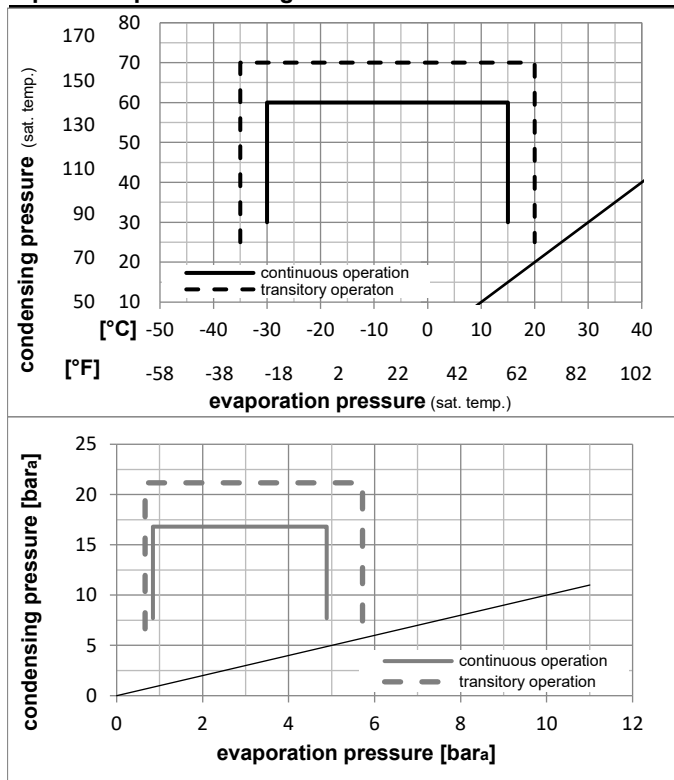 170
150
130
110
90
70
50
80
70
60
50
40
30
20
10
condensing pressure (sat. temp.)
continuous operation
transitory operaton
[°C] -50 -40 -30 -20 -10 0 10 20 30 40
[°F] -58 -38 -18 2 22 42 62 82 102
evaporation pressure (sat. temp.)
25
20
15
10
5
0
condensing pressure [bara]
continuous operation
transitory operation
0 2 4 6 8 10 12
evaporation pressure [bara]